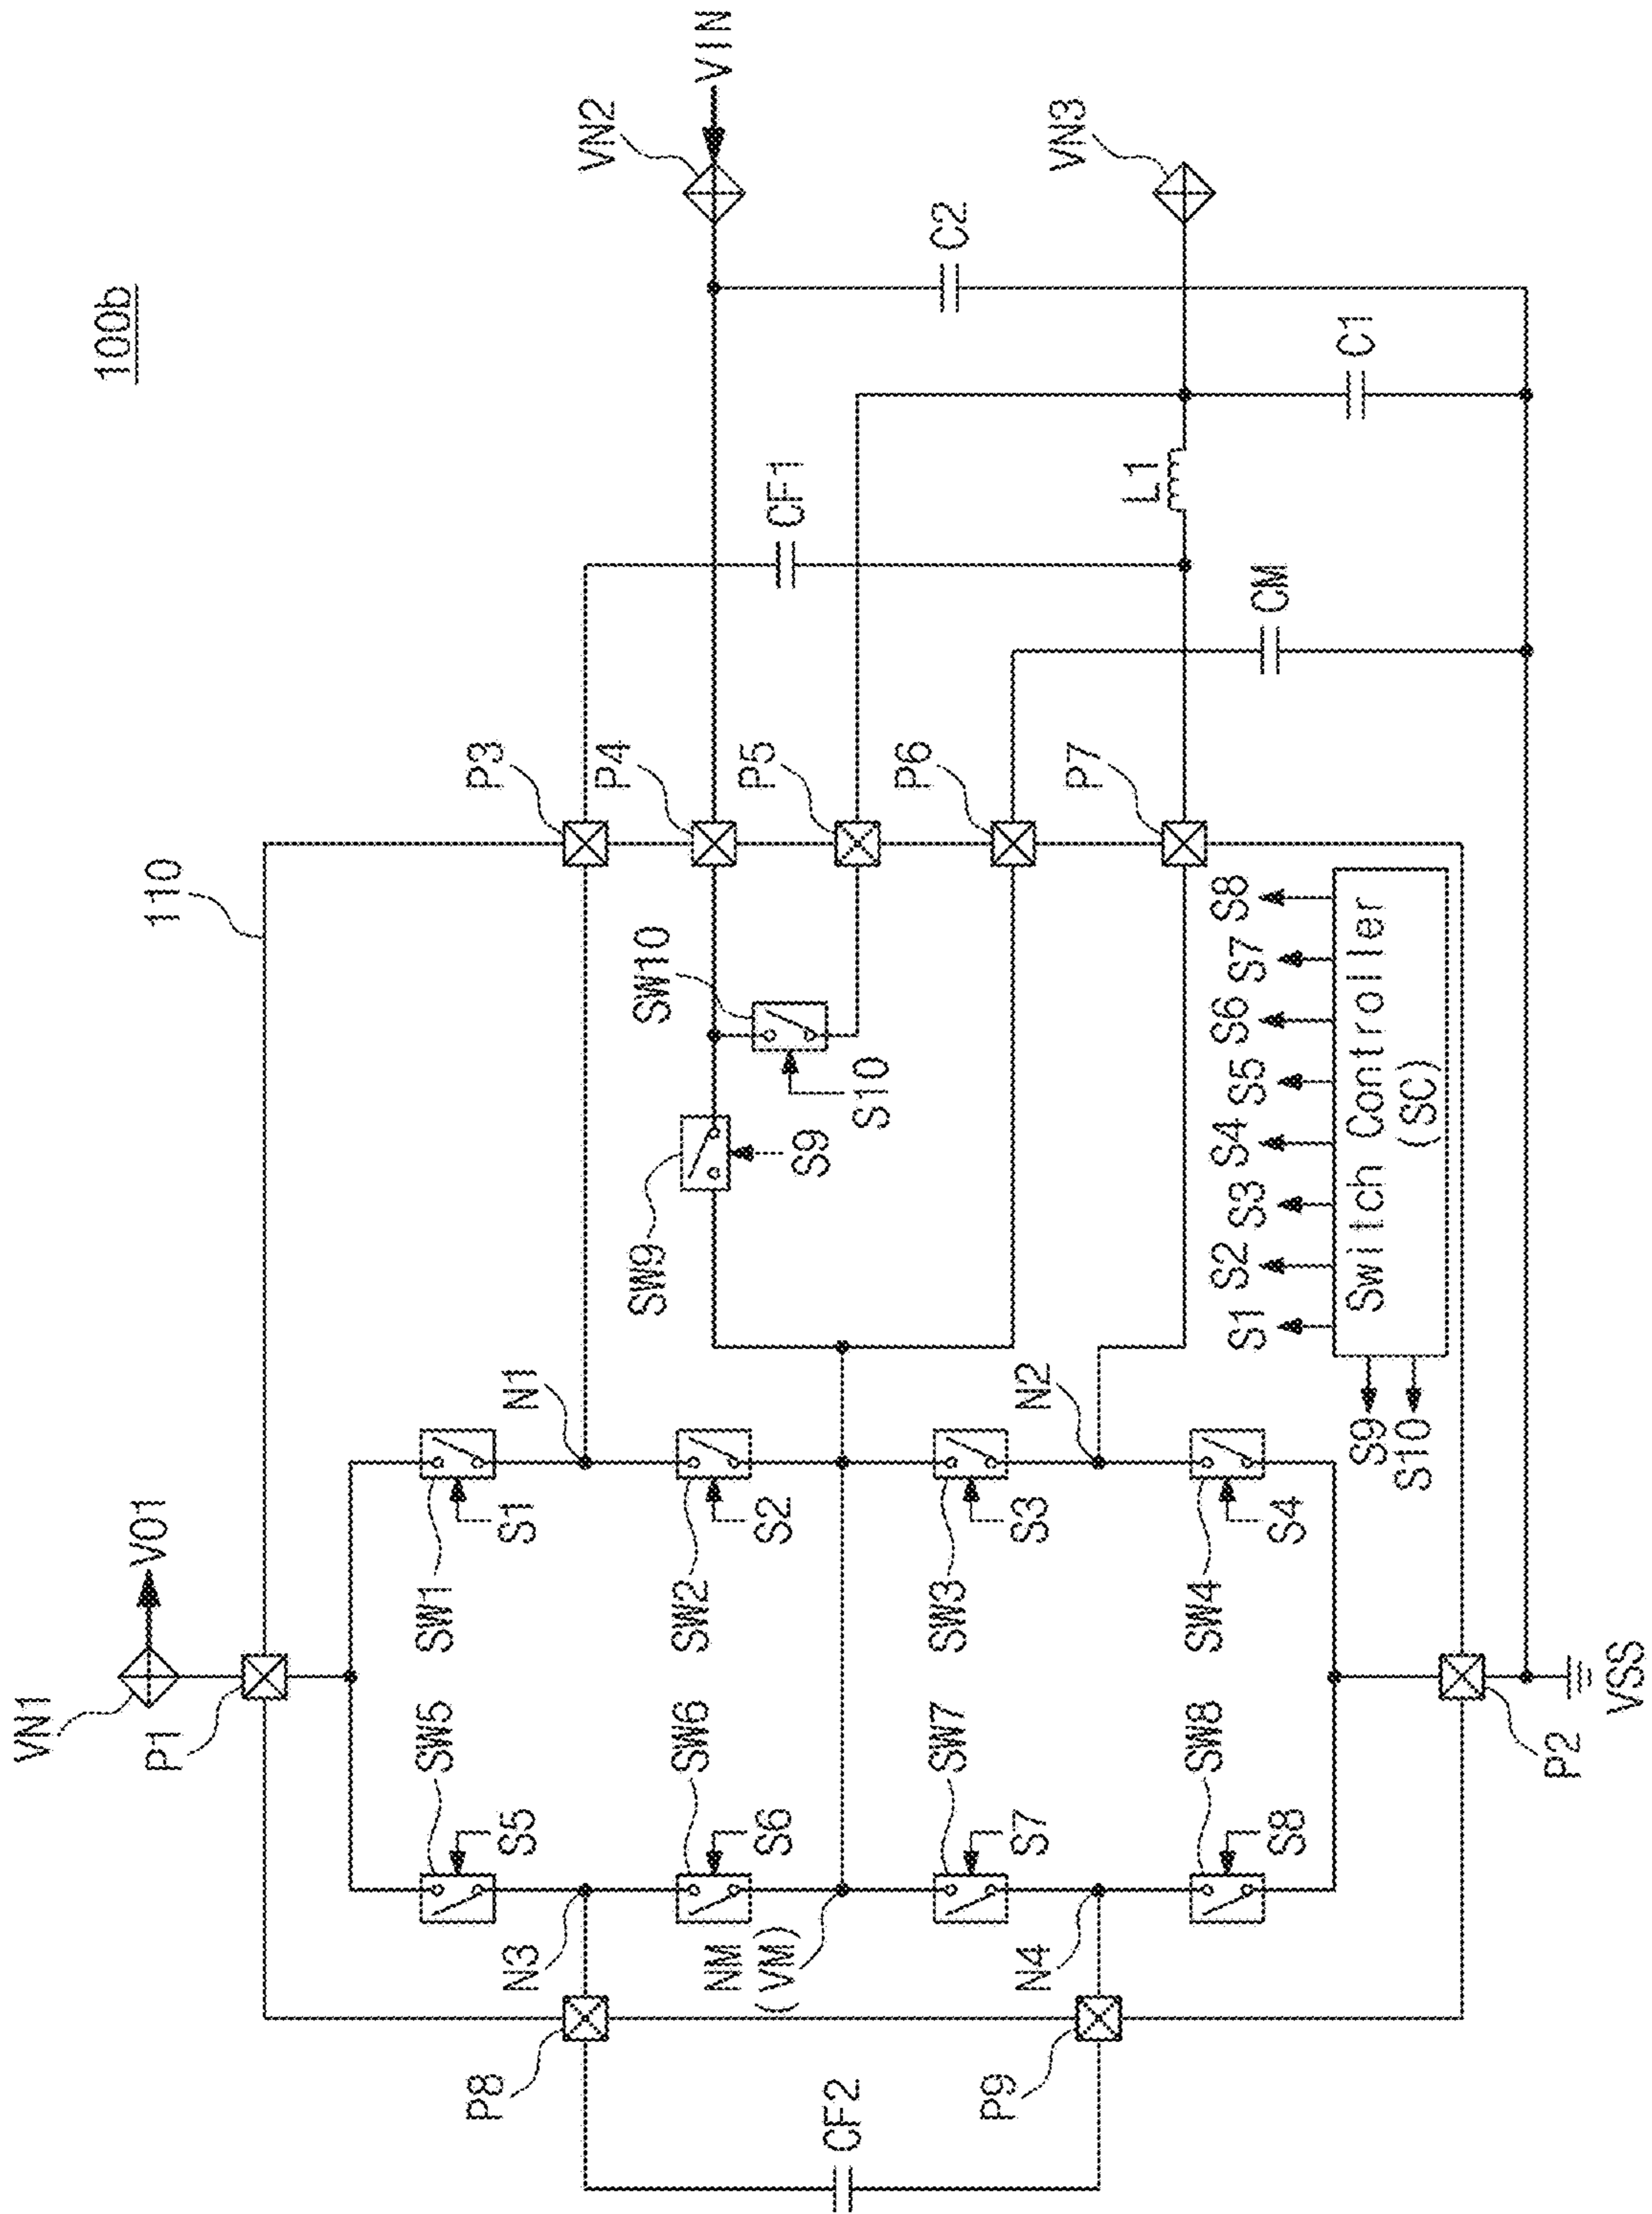 100b
VN1
VO1
VIN
VN2
VN3
P1
110
P3
P4
P5
P6
P7
C2
CF1
C1
L1
CM
SW10
S10
SW9
S9
SW5
S5
SW1
S1
N3
N1
SW6
S6
SW2
S2
NM
(VM)
SW7
S7
SW3
S3
N4
N2
SW8
S8
SW4
S4
P8
P9
CF2
S1 S2 S3 S4 S5 S6 S7 S8
S9
S10
Switch Controller
(SC)
P2
VSS